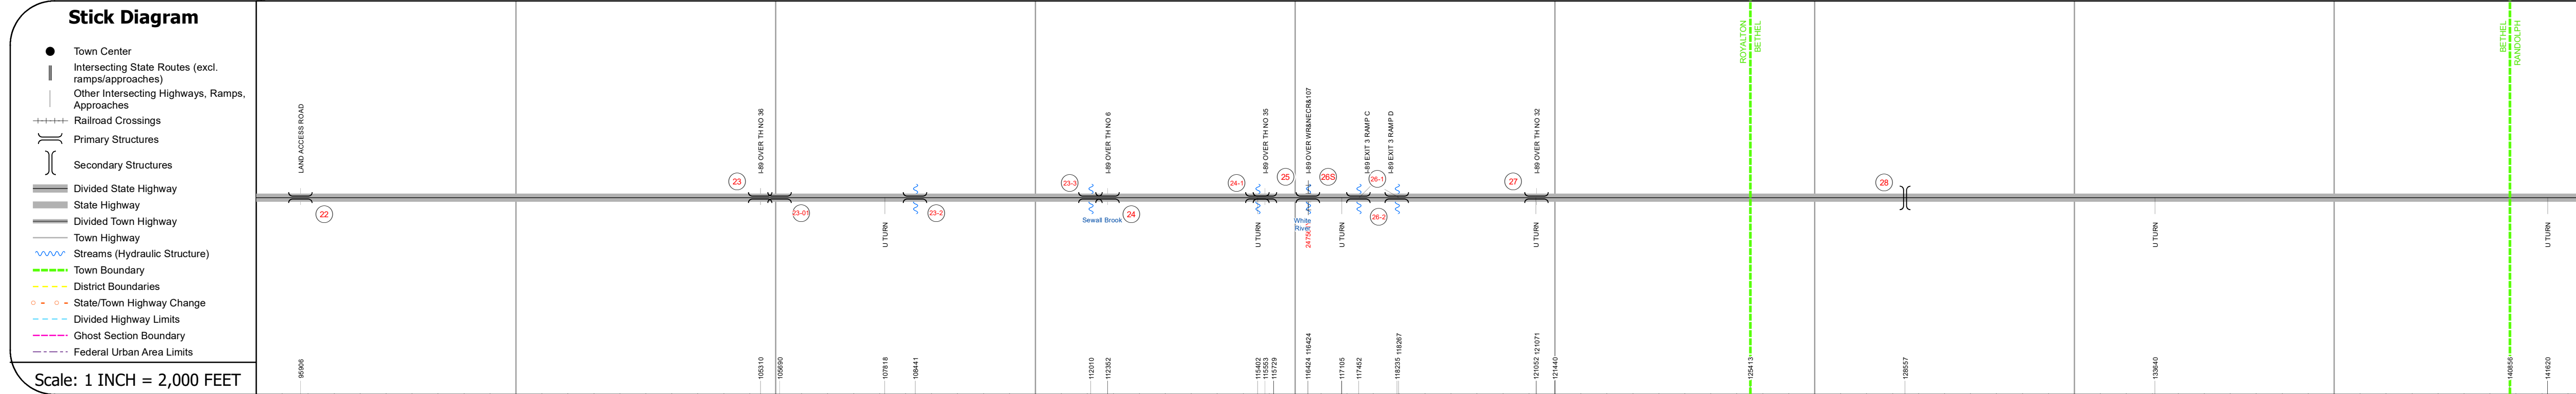 Stick Diagram
Town Center
Intersecting State Routes (excl.
ramps/approaches)
Other Intersecting Highways, Ramps,
Approaches
Railroad Crossings
Primary Structures
Secondary Structures
Divided State Highway
State Highway
Divided Town Highway
Town Highway
Streams (Hydraulic Structure)
Town Boundary
District Boundaries
State/Town Highway Change
Divided Highway Limits
Ghost Section Boundary
Federal Urban Area Limits
Scale: 1 INCH = 2,000 FEET
ROYALTON
BETHEL
BETHEL
RANDOLPH
LAND ACCESS ROAD
I-89 OVER TH NO 36
I-89 OVER TH NO 6
I-89 OVER TH NO 35
I-89 OVER WR&NECR&107
I-89 EXIT 3 RAMP C
I-89 EXIT 3 RAMP D
I-89 OVER TH NO 32
22
23
23-01
23-2
23-3
24
24-1
25
26S
26-1
26-2
27
28
Sewall Brook
White
River
U TURN
U TURN
U TURN
U TURN
U TURN
U TURN
95906
105310
105690
107818
108441
112010
112352
115402
115553
115729
116424 116424
117105
117452
118235 118267
121052 121071
121440
125413
128557
133640
140856
141620